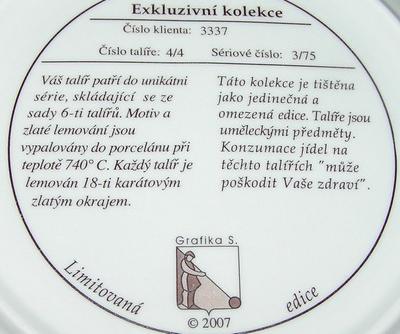 Exkluzivní kolekce
Číslo klienta: 3337
Číslo talíře: 4/4 Sériové číslo: 3/75
Váš talíř patří do unikátni
série, skládající se ze
sady 6-ti talířů. Motiv a
zlaté lemování jsou
vypalovány do porcelánu při
teplotě 740° C. Každý talíř je
lemován 18-ti karátovým
zlatým okrajem.
Táto kolekce je tištěna
jako jedinečná a
omezená edice. Talíře jsou
uměleckými předměty.
Konzumace jídel na
těchto talířích "může
poškodit Vaše zdraví".
Grafika S.
Limitovaná edice
© 2007